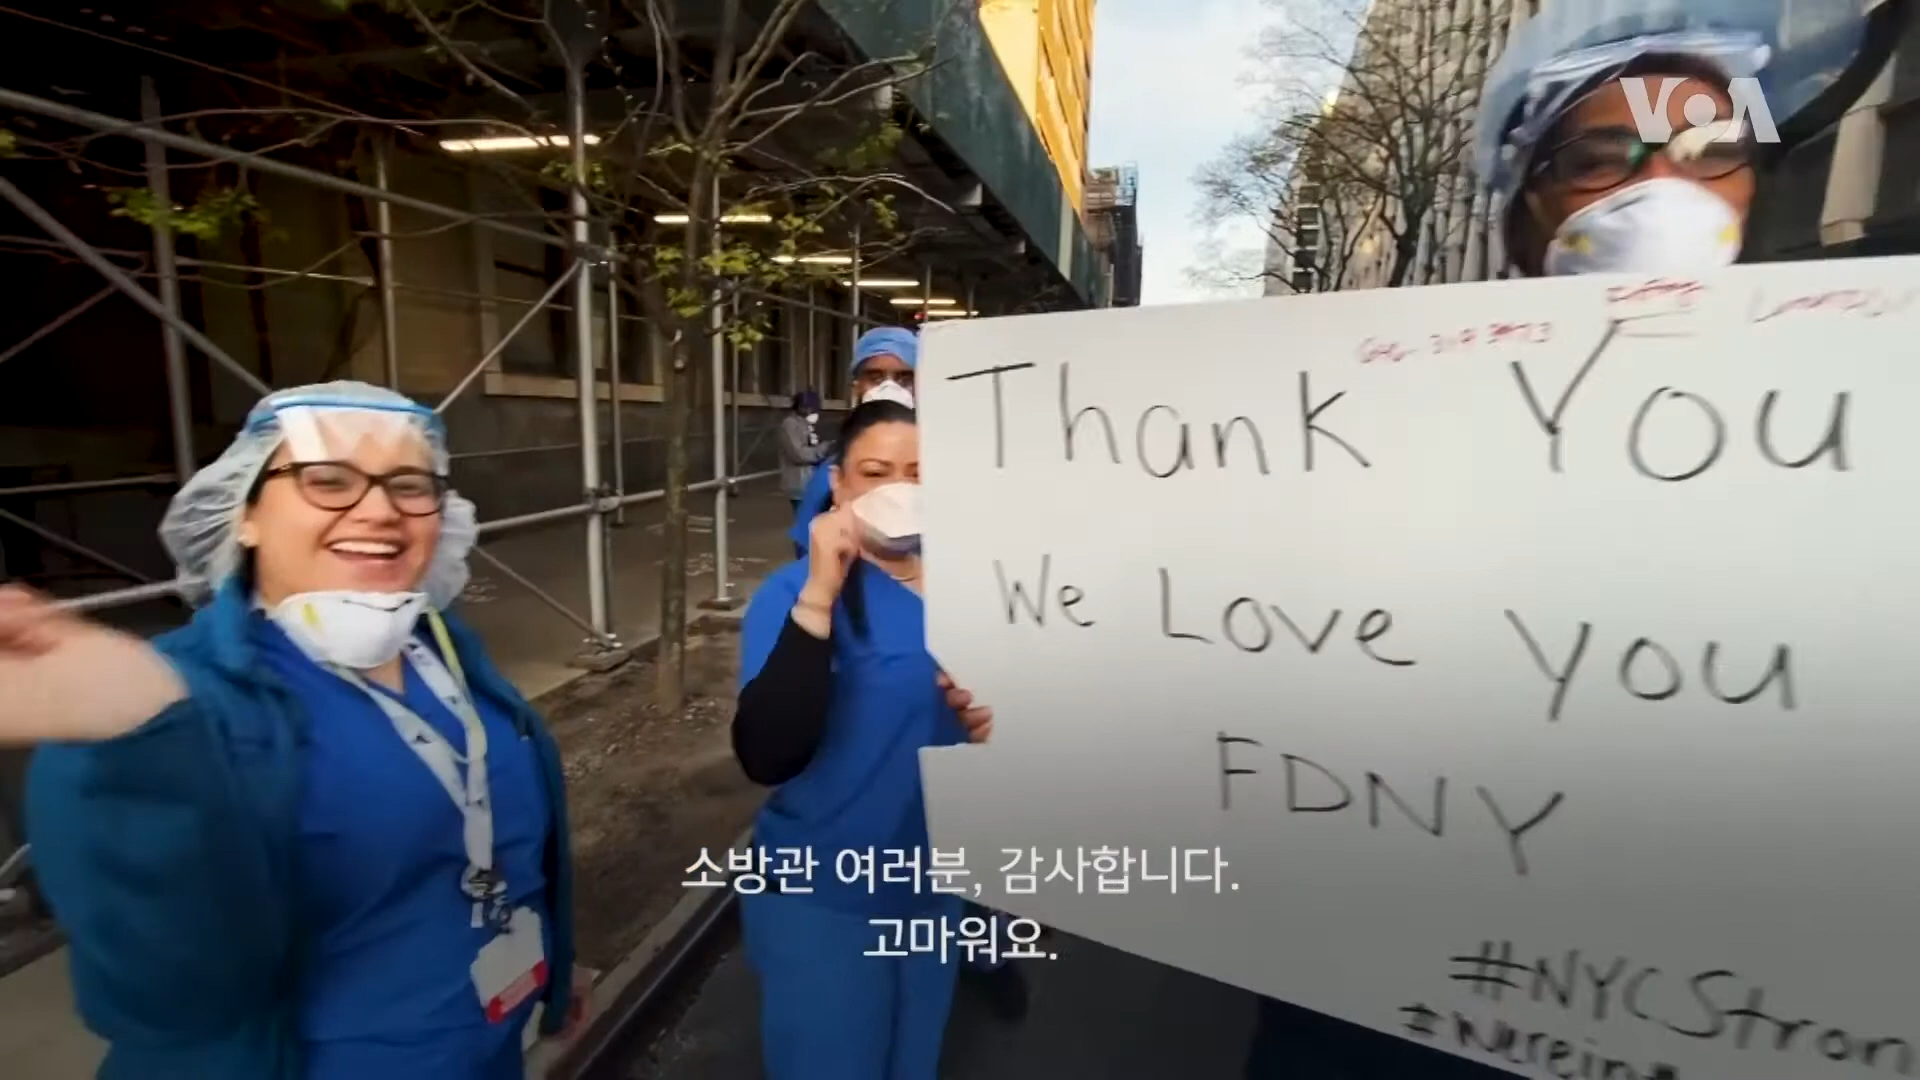 VOA
Thank You
We Love You
FDNY
소방관 여러분, 감사합니다.
고마워요.
#NYCStron